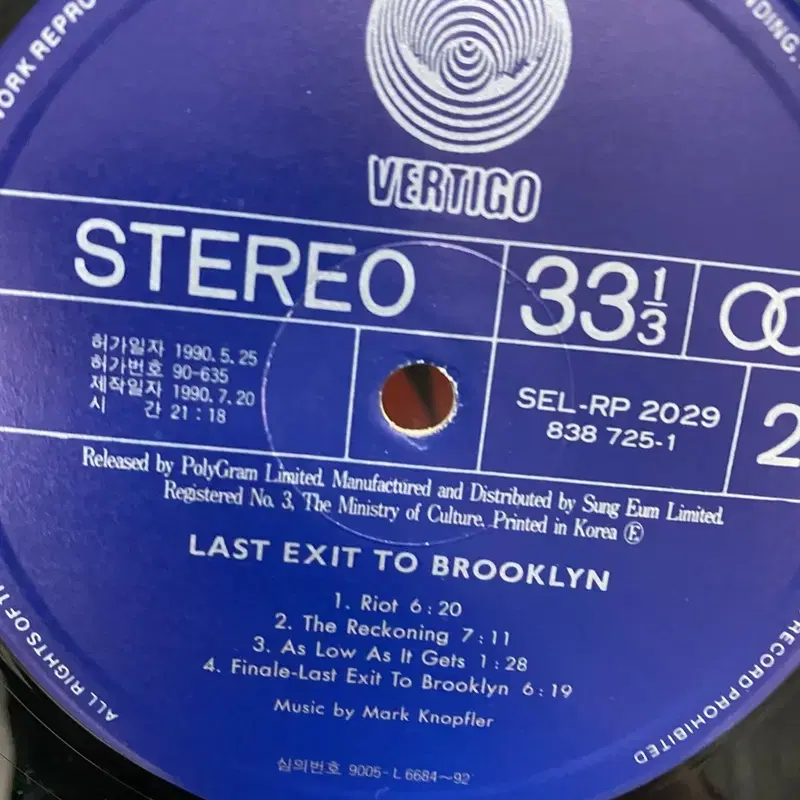 VERTIGO
STEREO
33 1/3
허가일자 1990. 5. 25
허가번호 90-635
제작일자 1990. 7. 20
시 간 21 : 18
SEL-RP 2029
838 725-1
2
Released by PolyGram Limited. Manufactured and Distributed by Sung Eum Limited.
Registered No. 3, The Ministry of Culture. Printed in Korea Ⓔ
LAST EXIT TO BROOKLYN
1. Riot 6 : 20
2. The Reckoning 7 : 11
3. As Low As It Gets 1 : 28
4. Finale-Last Exit To Brooklyn 6 : 19
Music by Mark Knopfler
심의번호 9005-L 6684~92
ALL RIGHTS OF
RECORD PROHIBITED